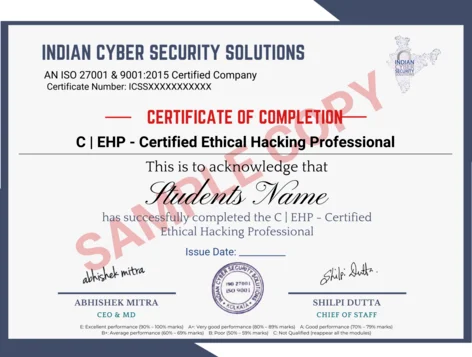 INDIAN CYBER SECURITY SOLUTIONS
AN ISO 27001 & 9001:2015 Certified Company
Certificate Number: ICSSXXXXXXXXXXX
INDIAN
CYBER
SECURITY
CERTIFICATE OF COMPLETION
C | EHP - Certified Ethical Hacking Professional
This is to acknowledge that
Students Name
has successfully completed the C | EHP - Certified
Ethical Hacking Professional
SAMPLE COPY
Issue Date: ________
abhishek mitra
Shilpi Dutta.
INDIAN CYBER SECURITY SOLUTIONS
ISO 27001
ISO 9001
KOLKATA
ABHISHEK MITRA
CEO & MD
SHILPI DUTTA
CHIEF OF STAFF
E: Excellent performance (90% - 100% marks) A+: Very good performance (80% - 89% marks) A: Good performance (70% - 79% marks)
B+: Average performance (60% - 69% marks) B: Poor (50% - 59% marks) C: Not Qualified (reappear all the modules)